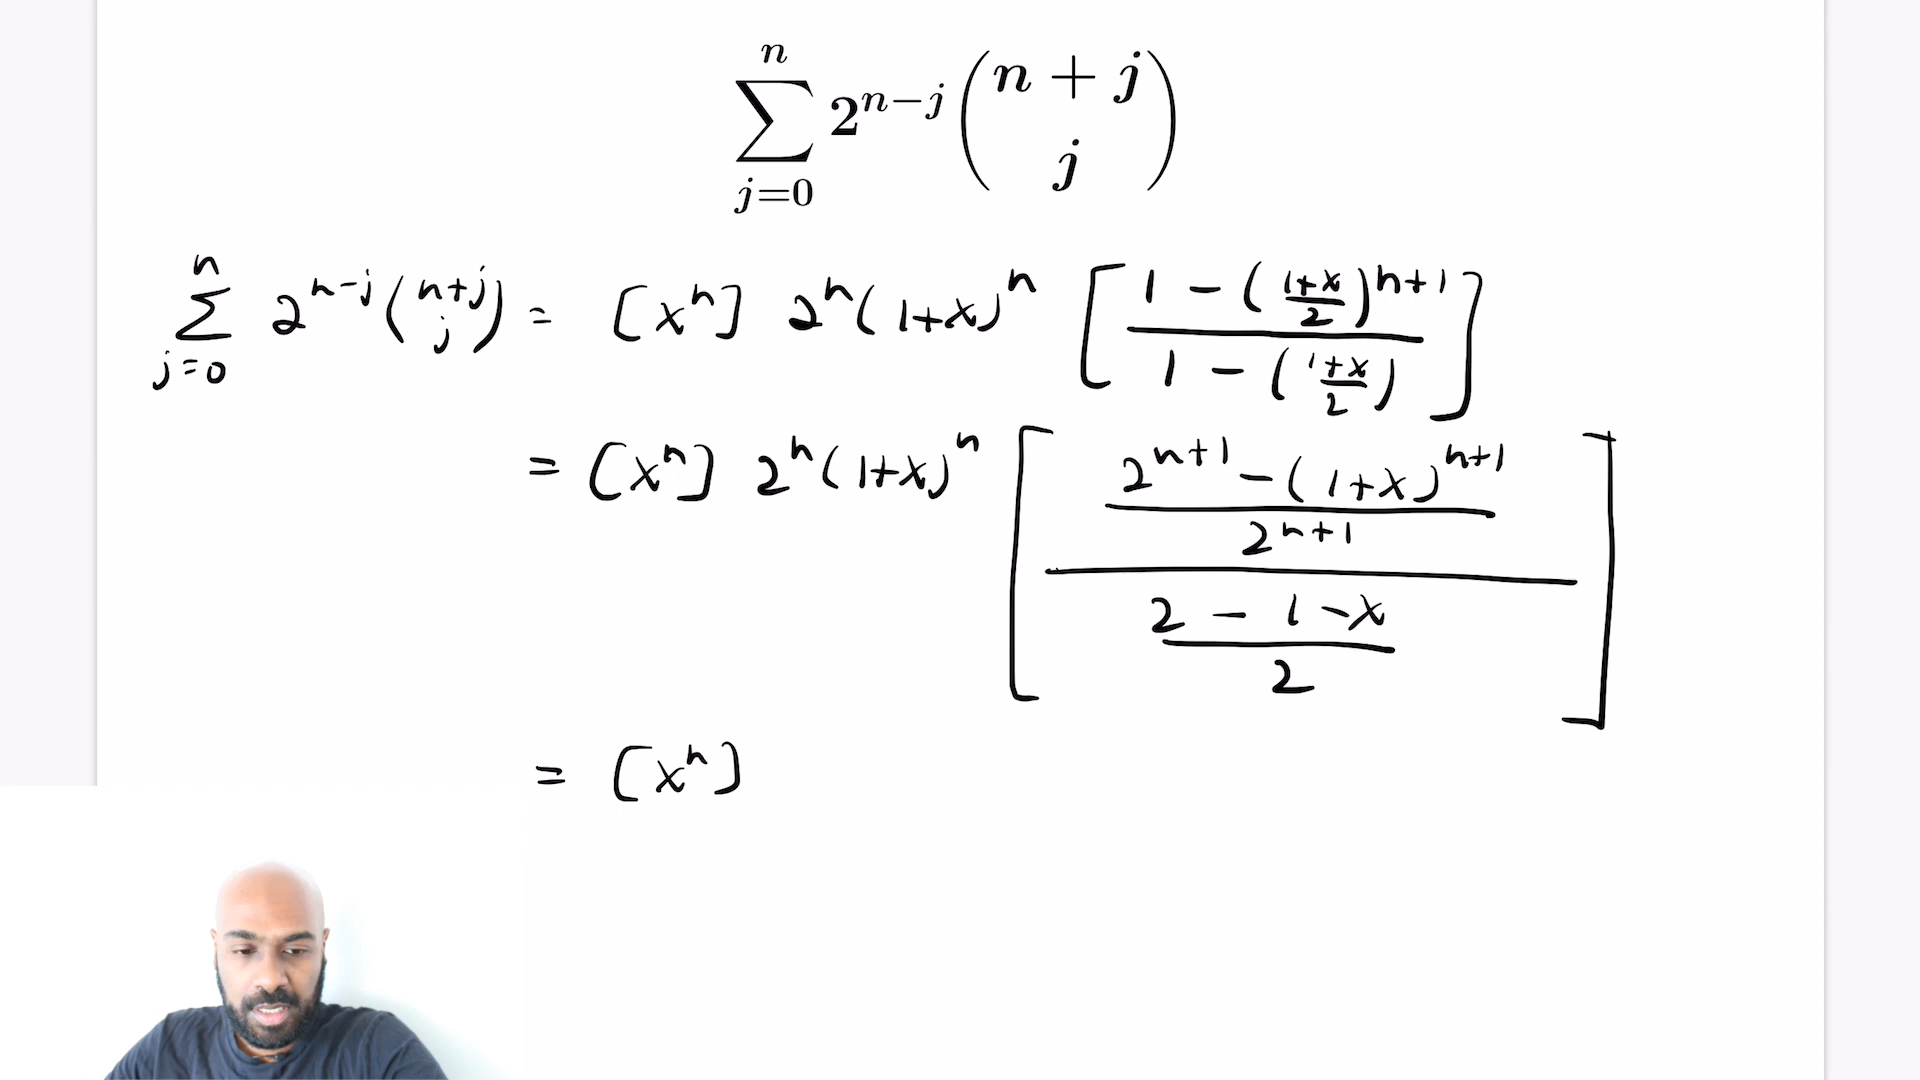 $\sum_{j=0}^{n} 2^{n-j} \binom{n+j}{j}$
$\sum_{j=0}^{n} 2^{n-j} \binom{n+j}{j} = [x^n] \; 2^n (1+x)^n \left[ \frac{1 - \left(\frac{1+x}{2}\right)^{n+1}}{1 - \left(\frac{1+x}{2}\right)} \right]$
$= [x^n] \; 2^n (1+x)^n \left[ \frac{\frac{2^{n+1} - (1+x)^{n+1}}{2^{n+1}}}{\frac{2 - 1 - x}{2}} \right]$
$= [x^n]$